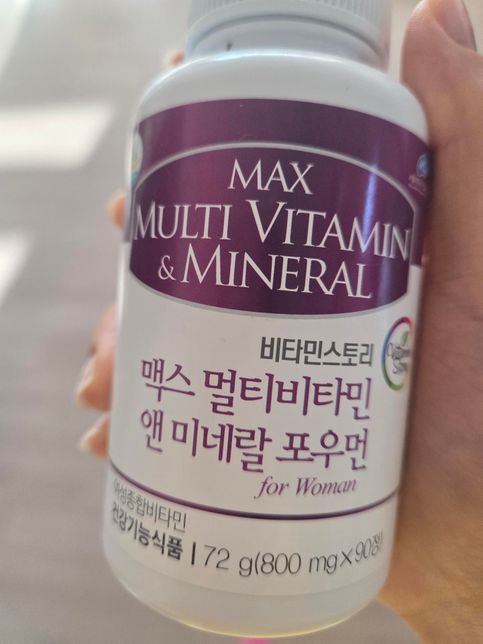 MAX
MULTI VITAMIN
& MINERAL
비타민스토리
맥스 멀티비타민
앤 미네랄 포우먼
for Woman
여성종합비타민
건강기능식품 | 72 g(800 mg×90정)